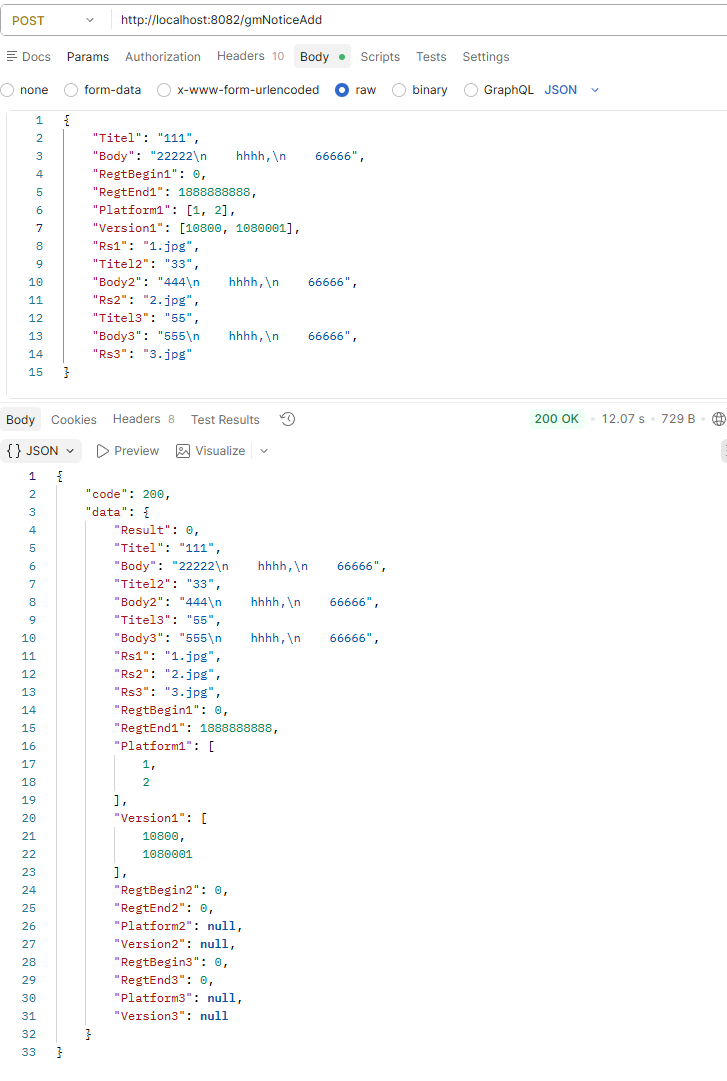 POST http://localhost:8082/gmNoticeAdd
Docs Params Authorization Headers 10 Body Scripts Tests Settings
none form-data x-www-form-urlencoded raw binary GraphQL JSON
1 {
2 "Titel": "111",
3 "Body": "22222\n    hhhh,\n    66666",
4 "RegtBegin1": 0,
5 "RegtEnd1": 1888888888,
6 "Platform1": [1, 2],
7 "Version1": [10800, 1080001],
8 "Rs1": "1.jpg",
9 "Titel2": "33",
10 "Body2": "444\n    hhhh,\n    66666",
11 "Rs2": "2.jpg",
12 "Titel3": "55",
13 "Body3": "555\n    hhhh,\n    66666",
14 "Rs3": "3.jpg"
15 }
Body Cookies Headers 8 Test Results 200 OK • 12.07 s • 729 B •
{} JSON Preview Visualize
1 {
2 "code": 200,
3 "data": {
4 "Result": 0,
5 "Titel": "111",
6 "Body": "22222\n    hhhh,\n    66666",
7 "Titel2": "33",
8 "Body2": "444\n    hhhh,\n    66666",
9 "Titel3": "55",
10 "Body3": "555\n    hhhh,\n    66666",
11 "Rs1": "1.jpg",
12 "Rs2": "2.jpg",
13 "Rs3": "3.jpg",
14 "RegtBegin1": 0,
15 "RegtEnd1": 1888888888,
16 "Platform1": [
17 1,
18 2
19 ],
20 "Version1": [
21 10800,
22 1080001
23 ],
24 "RegtBegin2": 0,
25 "RegtEnd2": 0,
26 "Platform2": null,
27 "Version2": null,
28 "RegtBegin3": 0,
29 "RegtEnd3": 0,
30 "Platform3": null,
31 "Version3": null
32 }
33 }